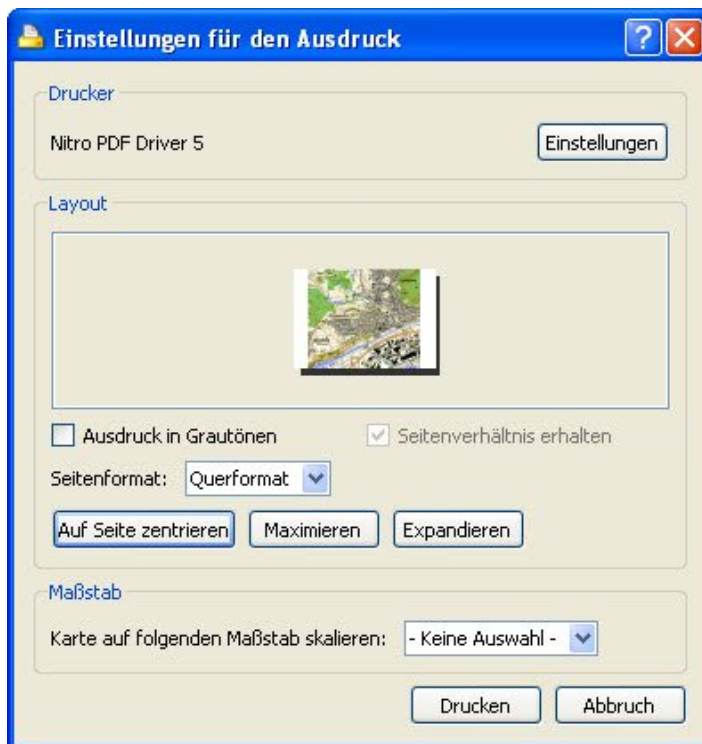 Einstellungen für den Ausdruck
Drucker
Nitro PDF Driver 5
Einstellungen
Layout
Ausdruck in Grautönen
Seitenverhältnis erhalten
Seitenformat:
Querformat
Auf Seite zentrieren
Maximieren
Expandieren
Maßstab
Karte auf folgenden Maßstab skalieren:
- Keine Auswahl -
Drucken
Abbruch